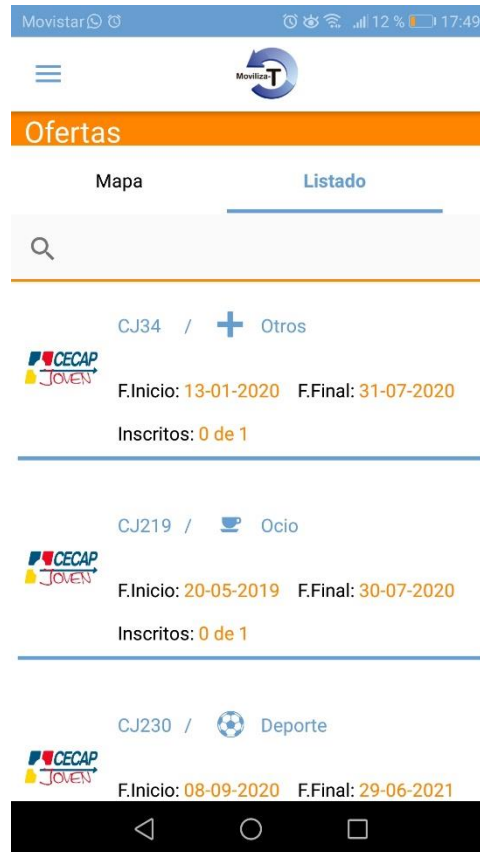 Movistar 12 % 17:49
Moviliza-T
Ofertas
Mapa Listado
CJ34 / Otros
CECAP
JOVEN
F.Inicio: 13-01-2020 F.Final: 31-07-2020
Inscritos: 0 de 1
CJ219 / Ocio
CECAP
JOVEN
F.Inicio: 20-05-2019 F.Final: 30-07-2020
Inscritos: 0 de 1
CJ230 / Deporte
CECAP
JOVEN
F.Inicio: 08-09-2020 F.Final: 29-06-2021